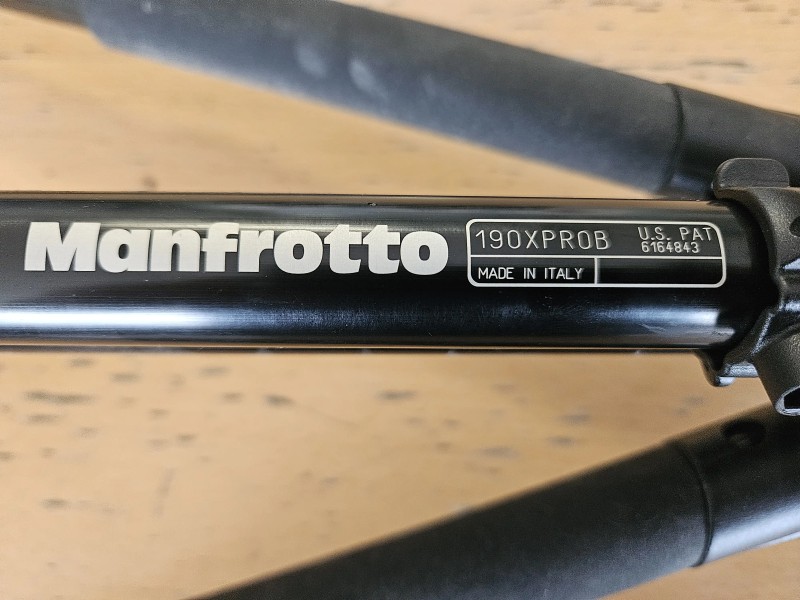 Manfrotto
190XPROB
U.S. PAT
6164843
MADE IN ITALY